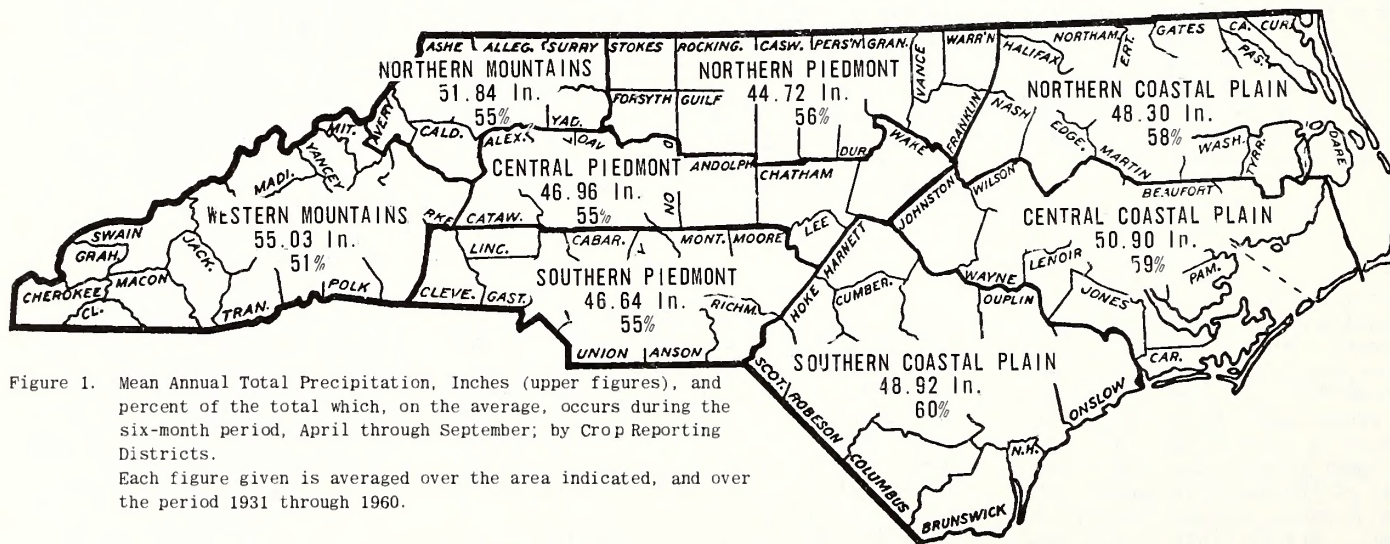 ASHE ALLEG. SURRY STOKES ROCKING. CASW. PERS'N GRAN. VANCE WARR'N HALIFAX NORTHAM. ERT. GATES CA. CUR. PAS.
NORTHERN MOUNTAINS
51.84 In.
55%
NORTHERN PIEDMONT
44.72 In.
56%
NORTHERN COASTAL PLAIN
48.30 In.
58%
FORSYTH GUILF
FRANKLIN NASH EDGE. MARTIN WASH. TYRR. DARE
MIT. AVERY CALD. ALEX. YAD. DAV D
YANCEY MADI.
WAKE DUR.
CENTRAL PIEDMONT
46.96 In.
55%
ANDOLPH CHATHAM
JOHNSTON WILSON BEAUFORT
WESTERN MOUNTAINS
55.03 In.
51%
RKE CATAW. ON
LEE HARNETT
CENTRAL COASTAL PLAIN
50.90 In.
59%
WAYNE LENOIR JONES PAM. CAR.
SWAIN GRAH. JACK. CHEROKEE MACON CL. TRAN. POLK
LINC. CABAR. MONT. MOORE
SOUTHERN PIEDMONT
46.64 In.
55%
CLEVE. GAST. RICHM. UNION ANSON
HOKE CUMBER. DUPLIN
SOUTHERN COASTAL PLAIN
48.92 In.
60%
SCOT. ROBESON ONSLOW N.H. COLUMBUS BRUNSWICK
Figure 1. Mean Annual Total Precipitation, Inches (upper figures), and
percent of the total which, on the average, occurs during the
six-month period, April through September; by Crop Reporting
Districts.
Each figure given is averaged over the area indicated, and over
the period 1931 through 1960.